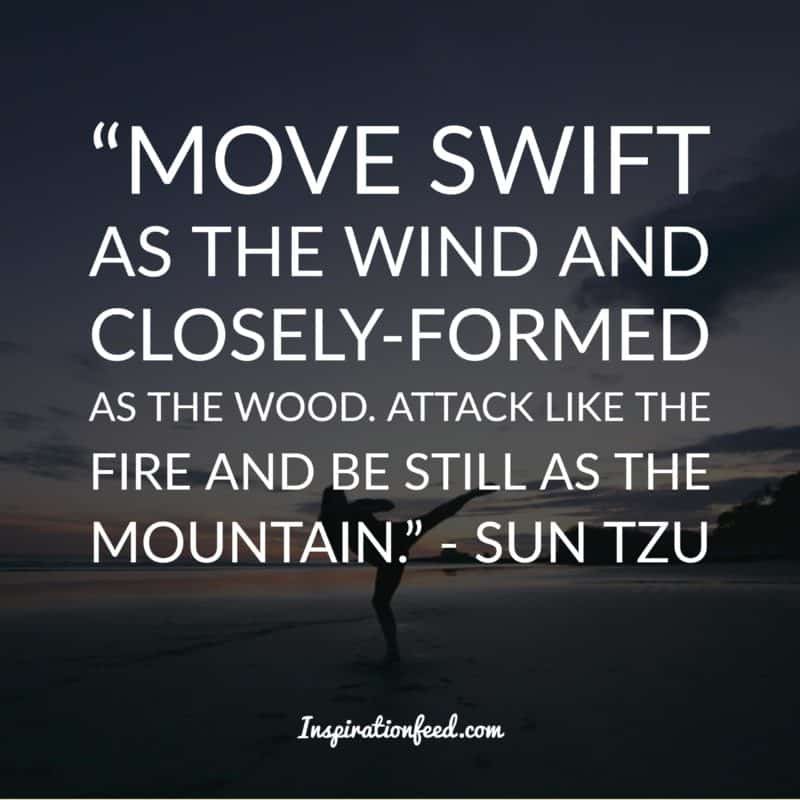 “MOVE SWIFT
AS THE WIND AND
CLOSELY-FORMED
AS THE WOOD. ATTACK LIKE THE
FIRE AND BE STILL AS THE
MOUNTAIN.” - SUN TZU
Inspirationfeed.com